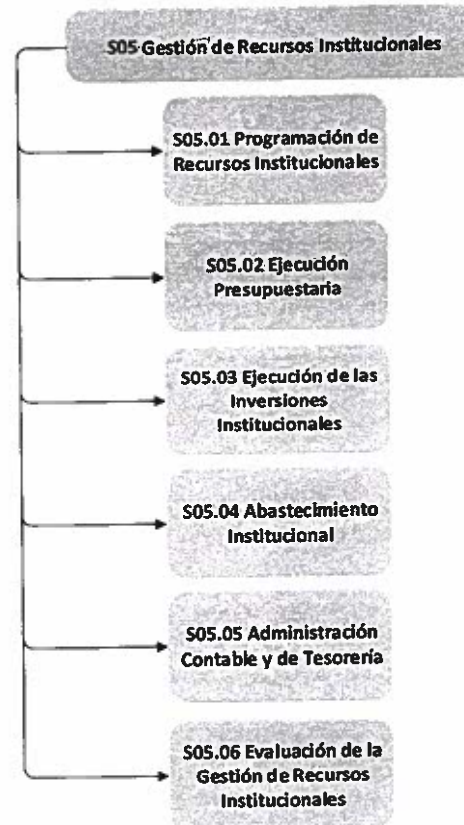 S05 Gestión de Recursos Institucionales
S05.01 Programación de
Recursos Institucionales
S05.02 Ejecución
Presupuestaria
S05.03 Ejecución de las
Inversiones
Institucionales
S05.04 Abastecimiento
Institucional
S05.05 Administración
Contable y de Tesorería
S05.06 Evaluación de la
Gestión de Recursos
Institucionales